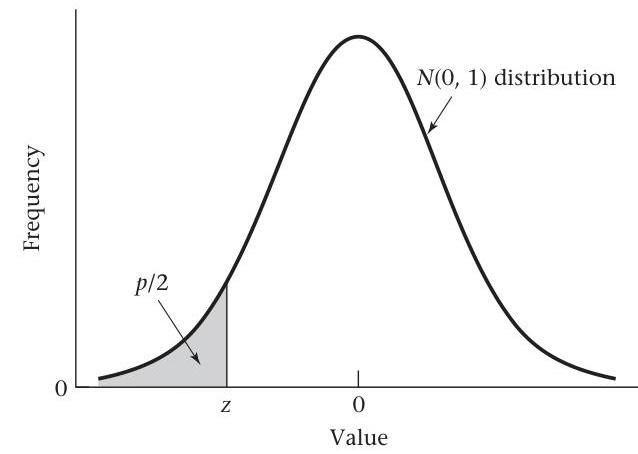 N(0, 1) distribution
Frequency
p/2
0
z
0
Value